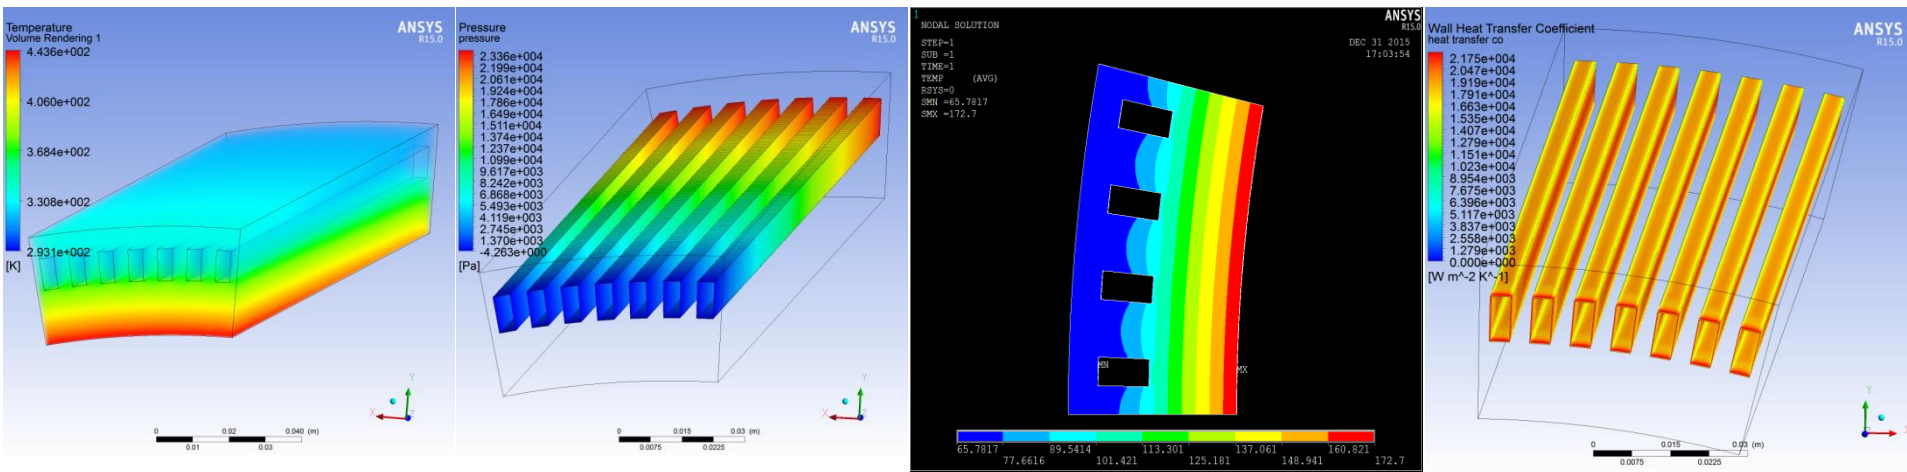 Temperature
Volume Rendering 1
4.436e+002
4.060e+002
3.684e+002
3.308e+002
2.931e+002
[K]
ANSYS
R15.0
X
Y
Z
0
0.02
0.040 (m)
0.01
0.03
Pressure
pressure
2.336e+004
2.199e+004
2.061e+004
1.924e+004
1.786e+004
1.649e+004
1.511e+004
1.374e+004
1.237e+004
1.099e+004
9.617e+003
8.242e+003
6.868e+003
5.493e+003
4.119e+003
2.745e+003
1.370e+003
-4.263e+000
[Pa]
ANSYS
R15.0
X
Y
Z
0
0.015
0.03 (m)
0.0075
0.0225
1
NODAL SOLUTION
STEP=1
SUB =1
TIME=1
TEMP (AVG)
RSYS=0
SMN =65.7817
SMX =172.7
ANSYS
R15.0
DEC 31 2015
17:03:54
MN
MX
65.7817
89.5414
113.301
137.061
160.821
77.6616
101.421
125.181
148.941
172.7
Wall Heat Transfer Coefficient
heat transfer co
2.175e+004
2.047e+004
1.919e+004
1.791e+004
1.663e+004
1.535e+004
1.407e+004
1.279e+004
1.151e+004
1.023e+004
8.954e+003
7.675e+003
6.396e+003
5.117e+003
3.837e+003
2.558e+003
1.279e+003
0.000e+000
[W m^-2 K^-1]
ANSYS
R15.0
Y
Z
X
0
0.015
0.03 (m)
0.0075
0.0225